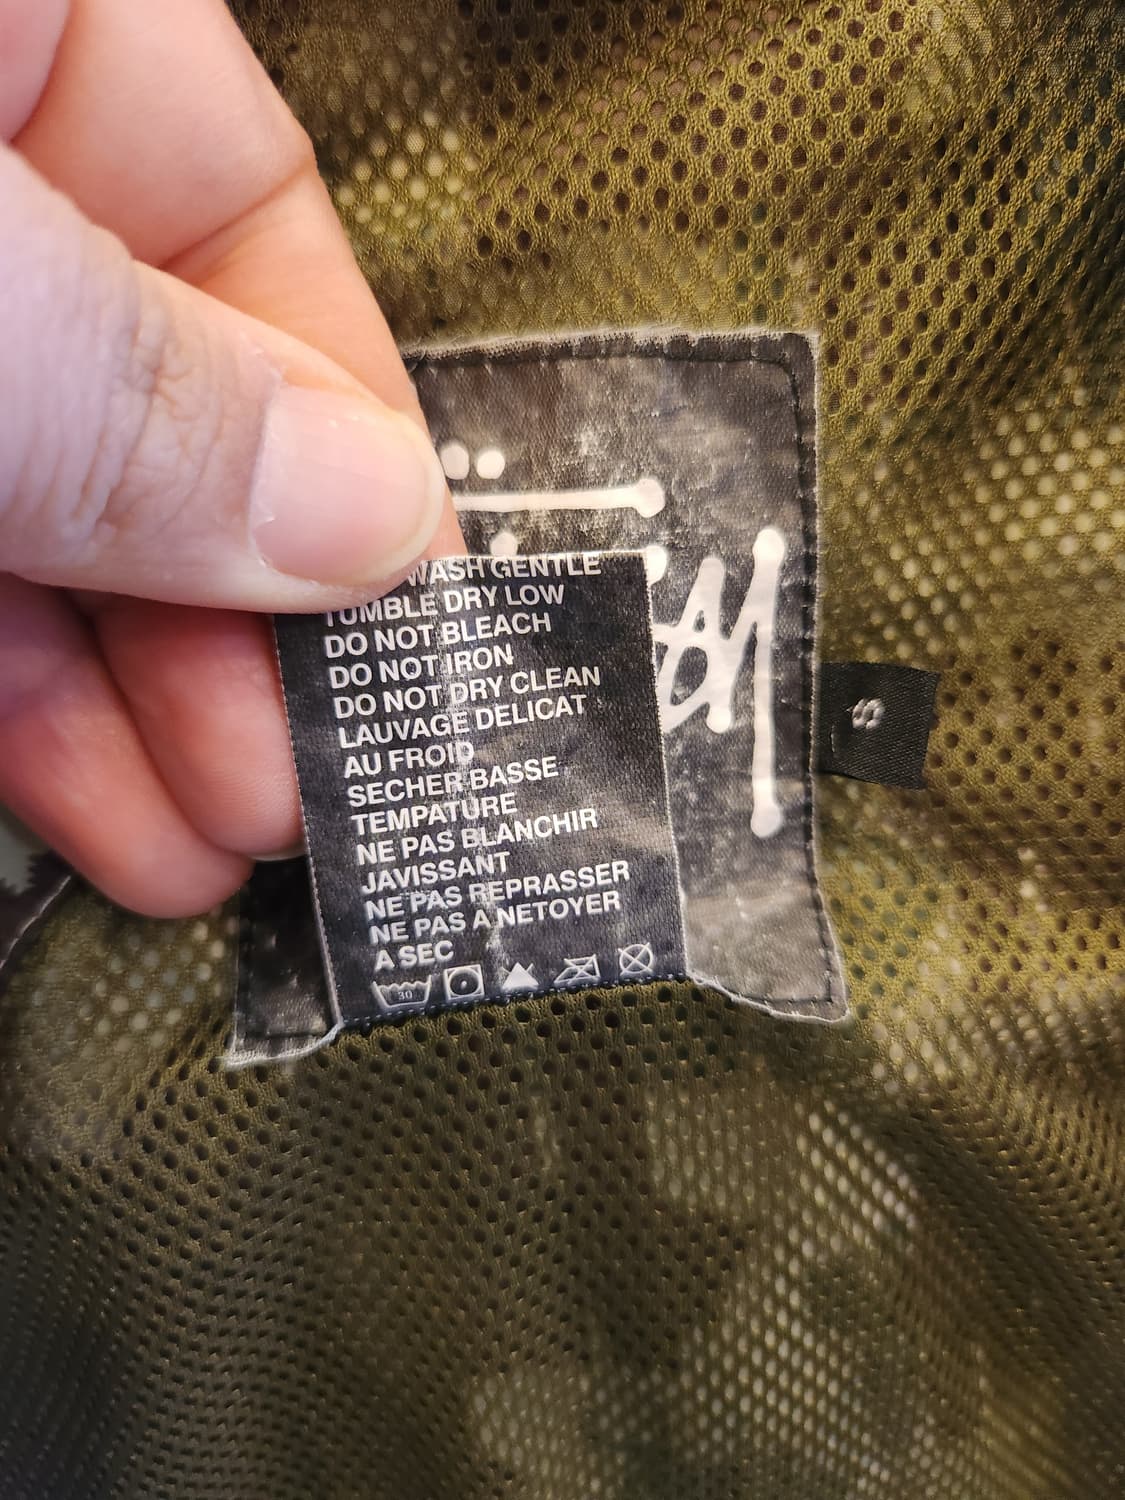 WASH GENTLE
TUMBLE DRY LOW
DO NOT BLEACH
DO NOT IRON
DO NOT DRY CLEAN
LAUVAGE DELICAT
AU FROID
SECHER BASSE
TEMPATURE
NE PAS BLANCHIR
JAVISSANT
NE PAS REPRASSER
NE PAS A NETOYER
A SEC
30
S